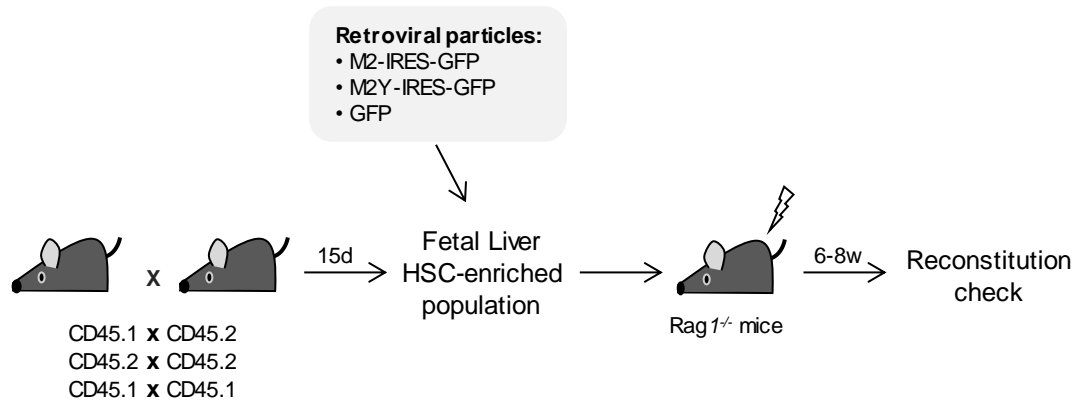 Retroviral particles:
• M2-IRES-GFP
• M2Y-IRES-GFP
• GFP
x
15d
Fetal Liver
HSC-enriched
population
6-8w
Reconstitution
check
Rag1-/- mice
CD45.1 x CD45.2
CD45.2 x CD45.2
CD45.1 x CD45.1